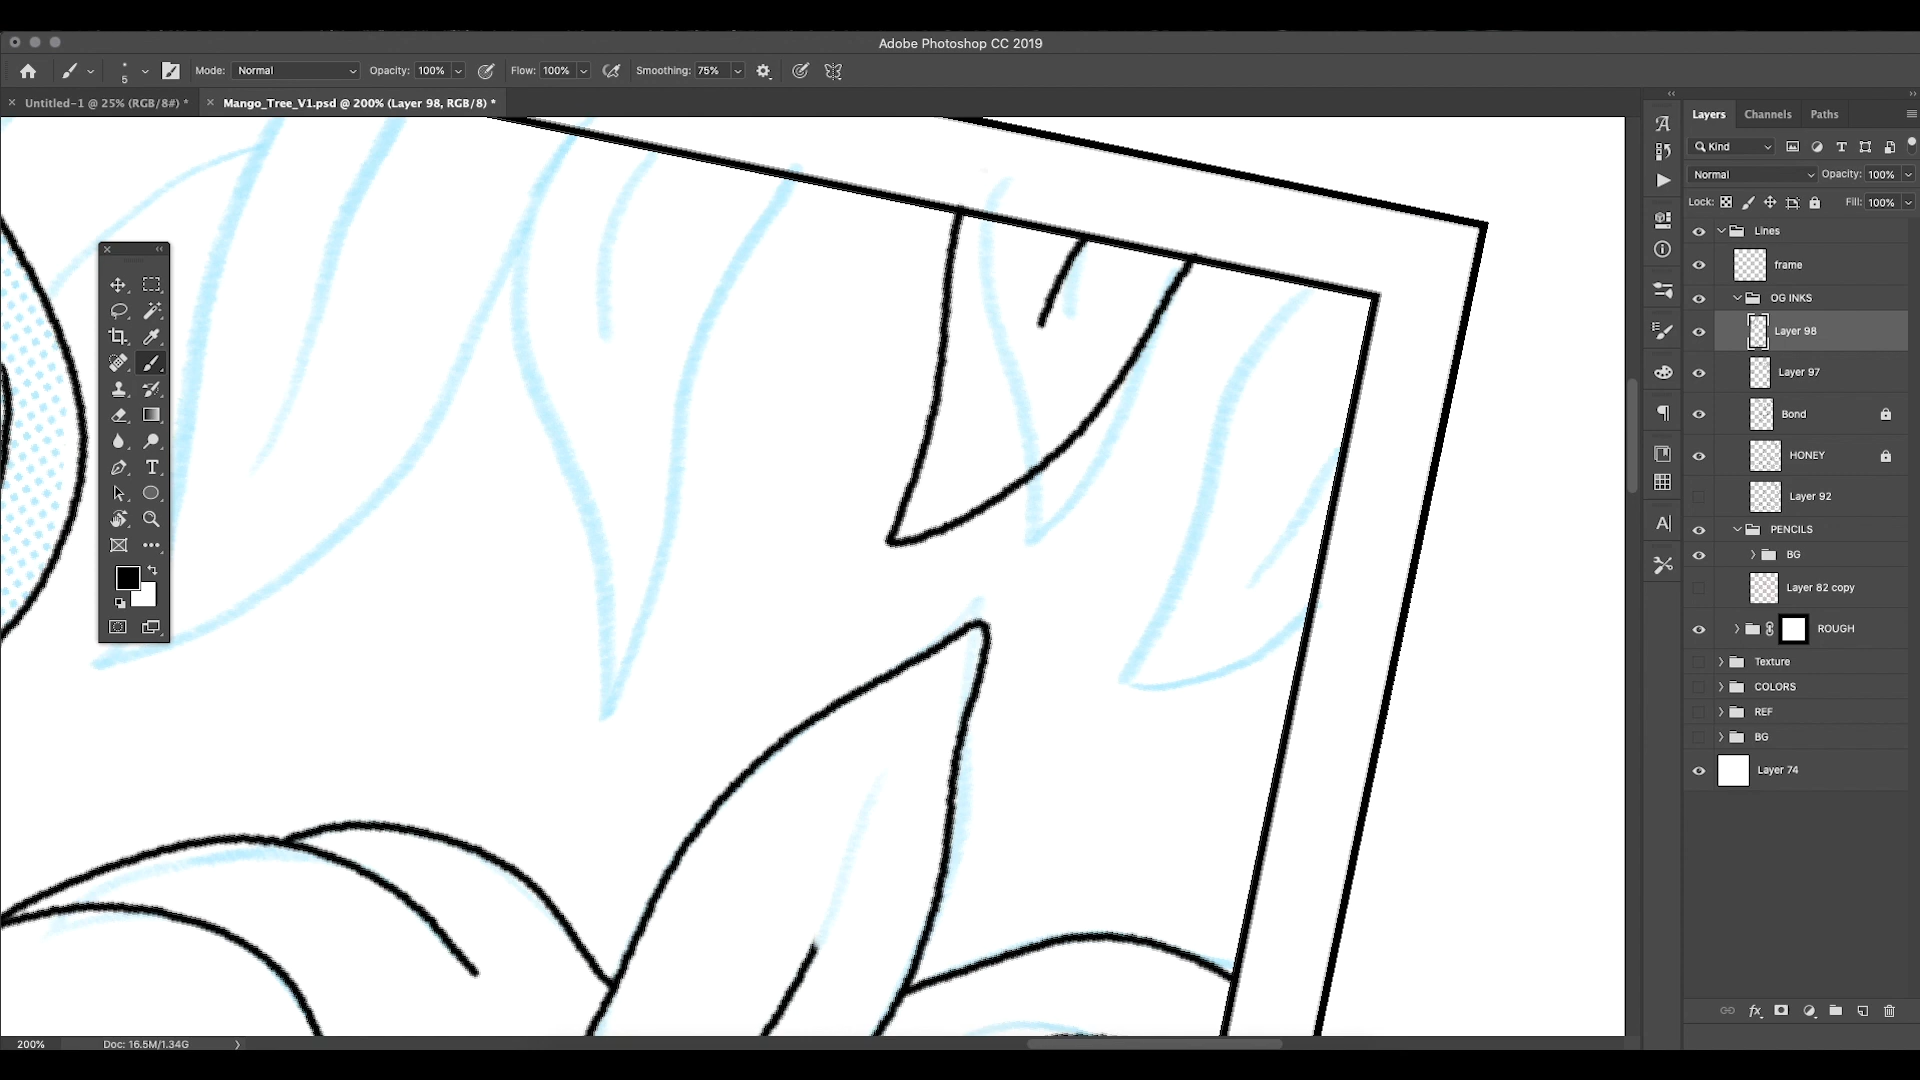 Adobe Photoshop CC 2019
5 Mode: Normal Opacity: 100% Flow: 100% Smoothing: 75%
Untitled-1 @ 25% (RGB/8#) * Mango_Tree_V1.psd @ 200% (Layer 98, RGB/8) *
Layers Channels Paths
Kind
Normal Opacity: 100%
Lock: Fill: 100%
Lines
frame
OG INKS
Layer 98
Layer 97
Bond
HONEY
Layer 92
PENCILS
BG
Layer 82 copy
ROUGH
Texture
COLORS
REF
BG
Layer 74
200% Doc: 16.5M/1.34G